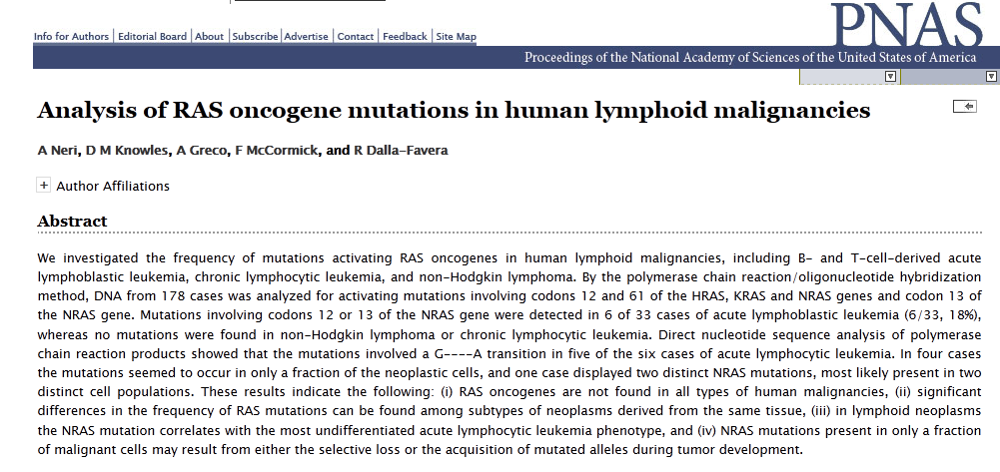 PNAS
Info for Authors | Editorial Board | About | Subscribe | Advertise | Contact | Feedback | Site Map
Proceedings of the National Academy of Sciences of the United States of America
Analysis of RAS oncogene mutations in human lymphoid malignancies
A Neri, D M Knowles, A Greco, F McCormick, and R Dalla-Favera
+ Author Affiliations
Abstract
We investigated the frequency of mutations activating RAS oncogenes in human lymphoid malignancies, including B- and T-cell-derived acute
lymphoblastic leukemia, chronic lymphocytic leukemia, and non-Hodgkin lymphoma. By the polymerase chain reaction/oligonucleotide hybridization
method, DNA from 178 cases was analyzed for activating mutations involving codons 12 and 61 of the HRAS, KRAS and NRAS genes and codon 13 of
the NRAS gene. Mutations involving codons 12 or 13 of the NRAS gene were detected in 6 of 33 cases of acute lymphoblastic leukemia (6/33, 18%),
whereas no mutations were found in non-Hodgkin lymphoma or chronic lymphocytic leukemia. Direct nucleotide sequence analysis of polymerase
chain reaction products showed that the mutations involved a G----A transition in five of the six cases of acute lymphocytic leukemia. In four cases
the mutations seemed to occur in only a fraction of the neoplastic cells, and one case displayed two distinct NRAS mutations, most likely present in two
distinct cell populations. These results indicate the following: (i) RAS oncogenes are not found in all types of human malignancies, (ii) significant
differences in the frequency of RAS mutations can be found among subtypes of neoplasms derived from the same tissue, (iii) in lymphoid neoplasms
the NRAS mutation correlates with the most undifferentiated acute lymphocytic leukemia phenotype, and (iv) NRAS mutations present in only a fraction
of malignant cells may result from either the selective loss or the acquisition of mutated alleles during tumor development.